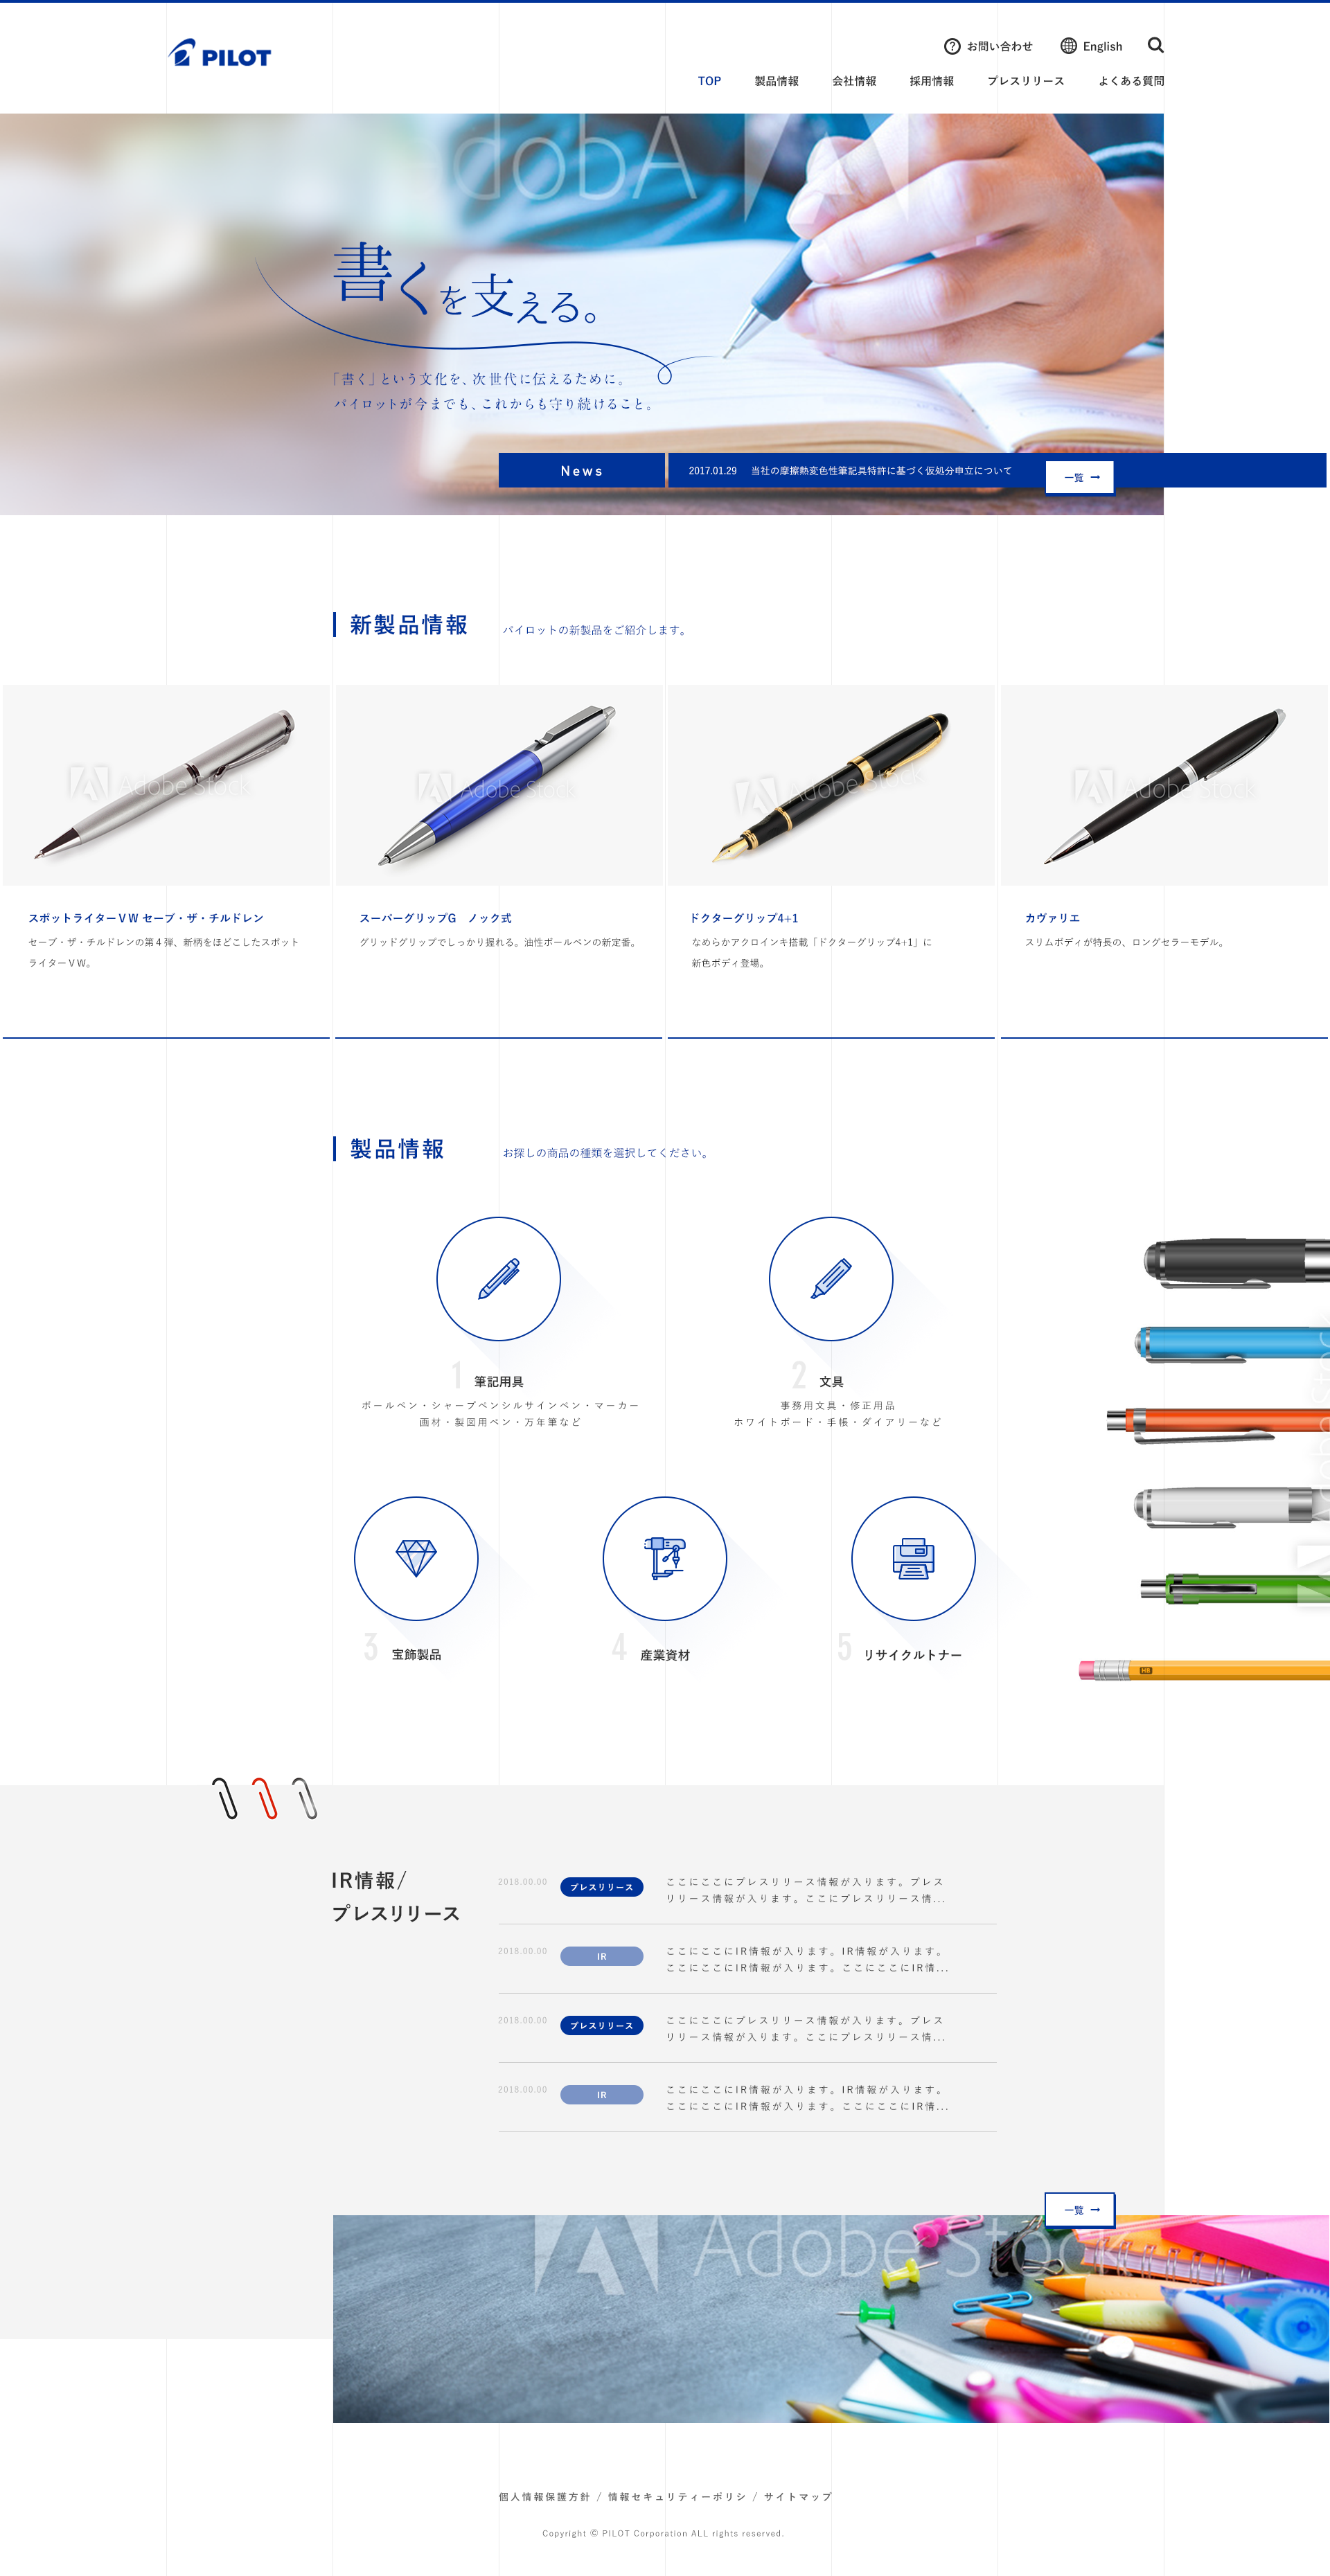 PILOT
お問い合わせ
English
TOP 製品情報 会社情報 採用情報 プレスリリース よくある質問
AdobA
書くを支える。
「書く」という文化を、次世代に伝えるために。
パイロットが今までも、これからも守り続けること。
News
2017.01.29 当社の摩擦熱変色性筆記具特許に基づく仮処分申立について
一覧
新製品情報
パイロットの新製品をご紹介します。
Adobe Stock
Adobe Stock
Adobe Stock
Adobe Stock
スポットライターVW セーブ・ザ・チルドレン
セーブ・ザ・チルドレンの第4弾、新柄をほどこしたスポット
ライターVW。
スーパーグリップG ノック式
グリッドグリップでしっかり握れる。油性ボールペンの新定番。
ドクターグリップ4+1
なめらかアクロインキ搭載「ドクターグリップ4+1」に
新色ボディ登場。
カヴァリエ
スリムボディが特長の、ロングセラーモデル。
製品情報
お探しの商品の種類を選択してください。
1 筆記用具
ボールペン・シャープペンシルサインペン・マーカー
画材・製図用ペン・万年筆など
2 文具
事務用文具・修正用品
ホワイトボード・手帳・ダイアリーなど
3 宝飾製品
4 産業資材
5 リサイクルトナー
HB
IR情報/
プレスリリース
2018.00.00 プレスリリース
ここにここにプレスリリース情報が入ります。プレス
リリース情報が入ります。ここにプレスリリース情...
2018.00.00 IR
ここにここにIR情報が入ります。IR情報が入ります。
ここにここにIR情報が入ります。ここにここにIR情...
2018.00.00 プレスリリース
ここにここにプレスリリース情報が入ります。プレス
リリース情報が入ります。ここにプレスリリース情...
2018.00.00 IR
ここにここにIR情報が入ります。IR情報が入ります。
ここにここにIR情報が入ります。ここにここにIR情...
一覧
Adobe Stock
個人情報保護方針 / 情報セキュリティーポリシ / サイトマップ
Copyright © PILOT Corporation ALL rights reserved.